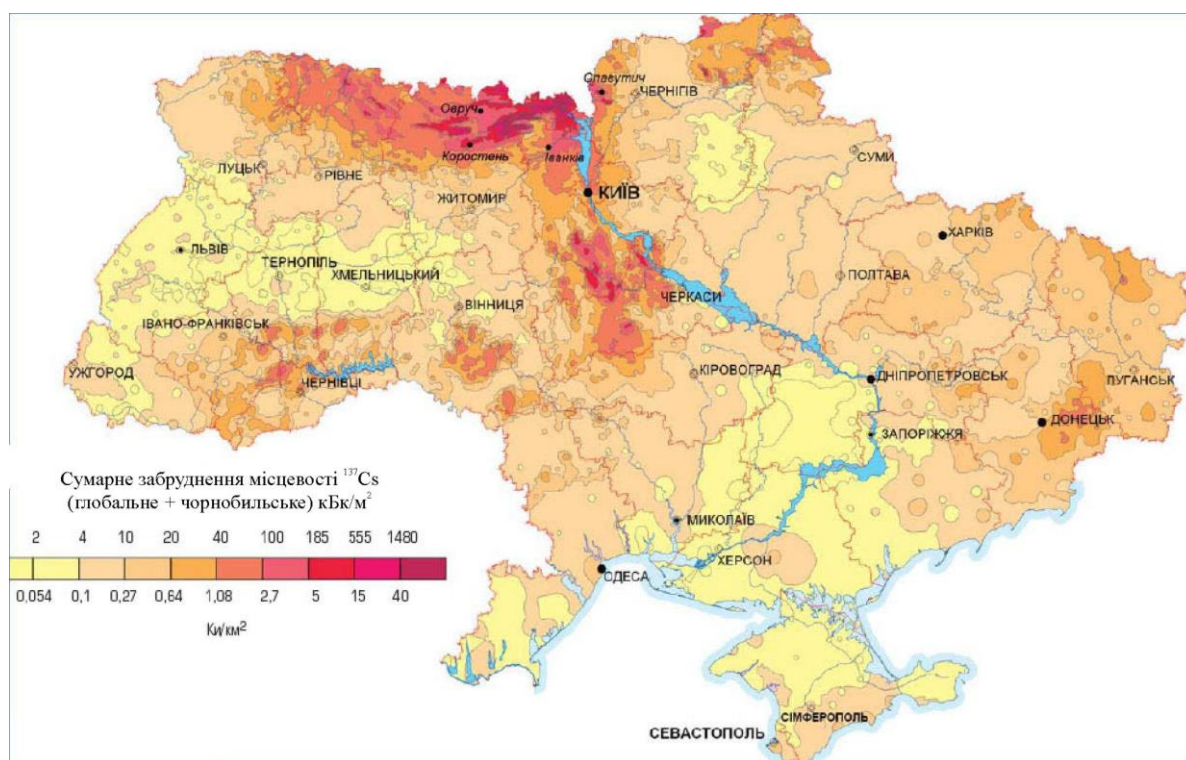 Славутич
ЧЕРНІГІВ
Овруч
Коростень
Іванків
СУМИ
ЛУЦЬК
РІВНЕ
КИЇВ
ЖИТОМИР
ХАРКІВ
ЛЬВІВ
ТЕРНОПІЛЬ
ХМЕЛЬНИЦЬКИЙ
ПОЛТАВА
ВІННИЦЯ
ЧЕРКАСИ
ІВАНО-ФРАНКІВСЬК
УЖГОРОД
ЧЕРНІВЦІ
КІРОВОГРАД
ДНІПРОПЕТРОВСЬК
ЛУГАНСЬК
ДОНЕЦЬК
ЗАПОРІЖЖЯ
Сумарне забруднення місцевості ¹³⁷Cs
(глобальне + чорнобильське) кБк/м²
2 4 10 20 40 100 185 555 1480
0,054 0,1 0,27 0,64 1,08 2,7 5 15 40
Ки/км²
МИКОЛАЇВ
ХЕРСОН
ОДЕСА
СІМФЕРОПОЛЬ
СЕВАСТОПОЛЬ